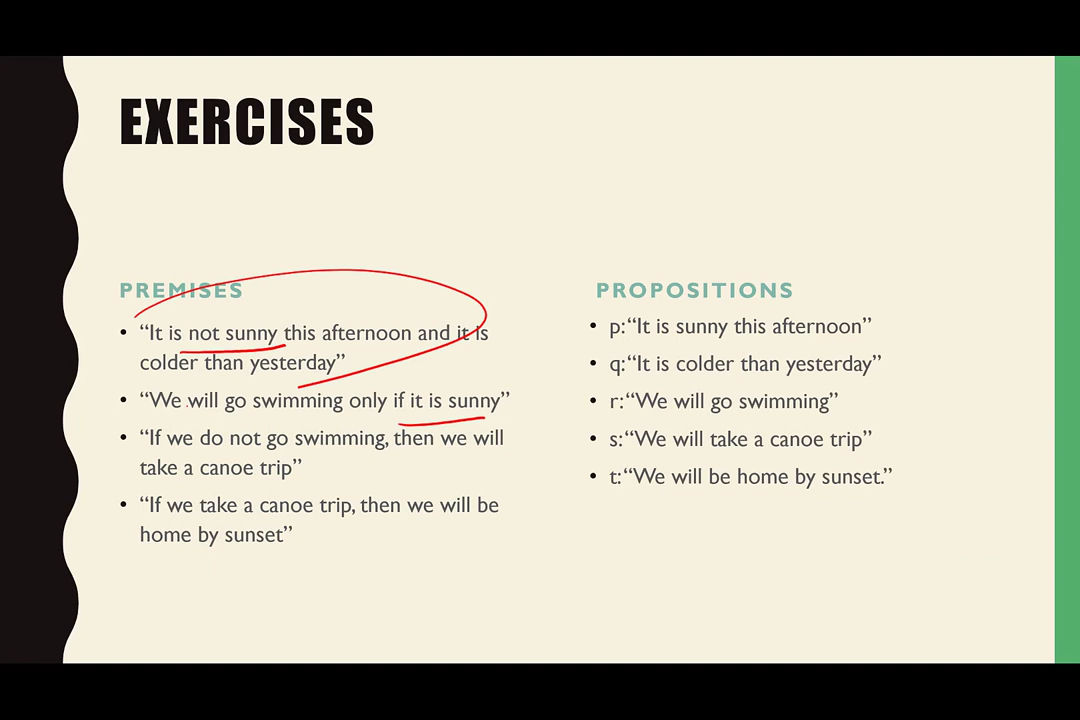 EXERCISES
PREMISES
• “It is not sunny this afternoon and it is
colder than yesterday”
• “We will go swimming only if it is sunny”
• “If we do not go swimming, then we will
take a canoe trip”
• “If we take a canoe trip, then we will be
home by sunset”
PROPOSITIONS
• p:“It is sunny this afternoon”
• q:“It is colder than yesterday”
• r:“We will go swimming”
• s:“We will take a canoe trip”
• t:“We will be home by sunset.”